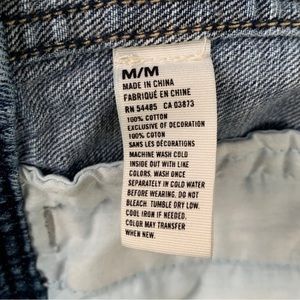 M/M
MADE IN CHINA
FABRIQUÉ EN CHINE
RN 54485 CA 03873
100% COTTON
EXCLUSIVE OF DECORATION
100% COTON
SANS LES DÉCORATIONS
MACHINE WASH COLD
INSIDE OUT WITH LIKE
COLORS. WASH ONCE
SEPARATELY IN COLD WATER
BEFORE WEARING. DO NOT
BLEACH. TUMBLE DRY LOW.
COOL IRON IF NEEDED.
COLOR MAY TRANSFER
WHEN NEW.